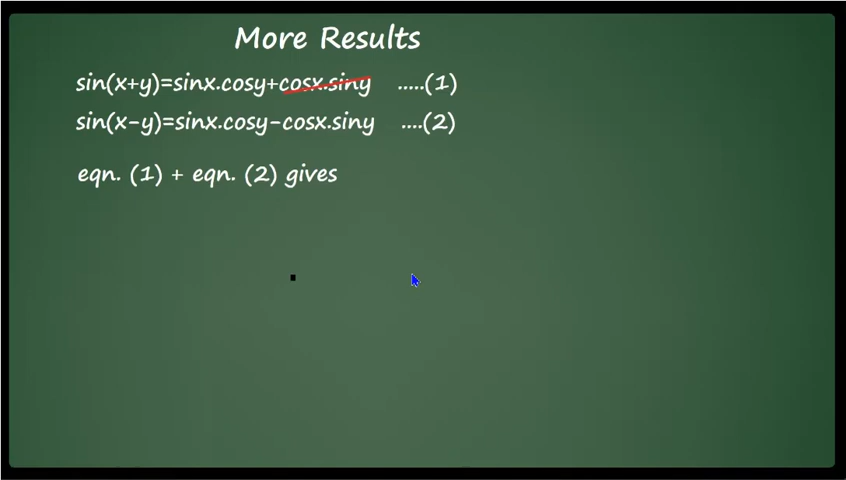 More Results
sin(x+y)=sinx.cosy+cosx.siny .....(1)
sin(x-y)=sinx.cosy-cosx.siny ....(2)
eqn. (1) + eqn. (2) gives